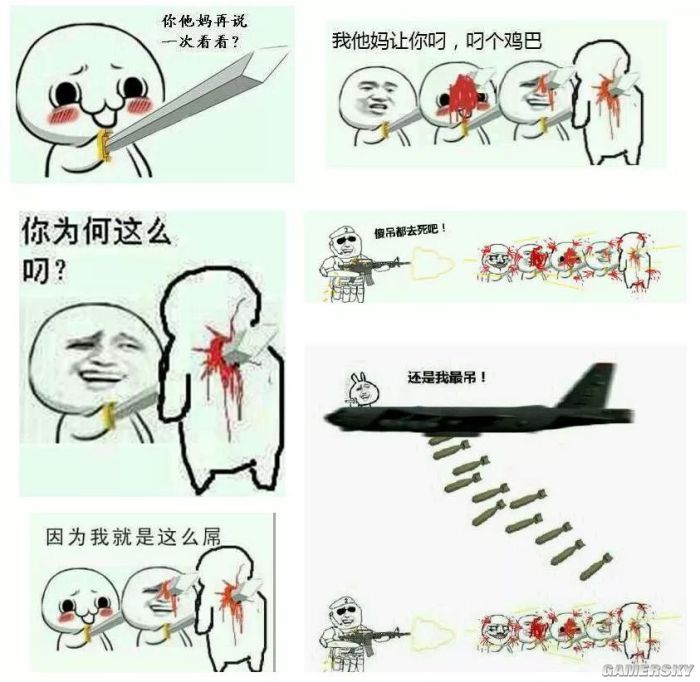 你他妈再说
一次看看?
你为何这么
叼?
因为我就是这么屌
我他妈让你叼，叼个鸡巴
傻吊都去死吧！
还是我最吊！
GAMERSKY